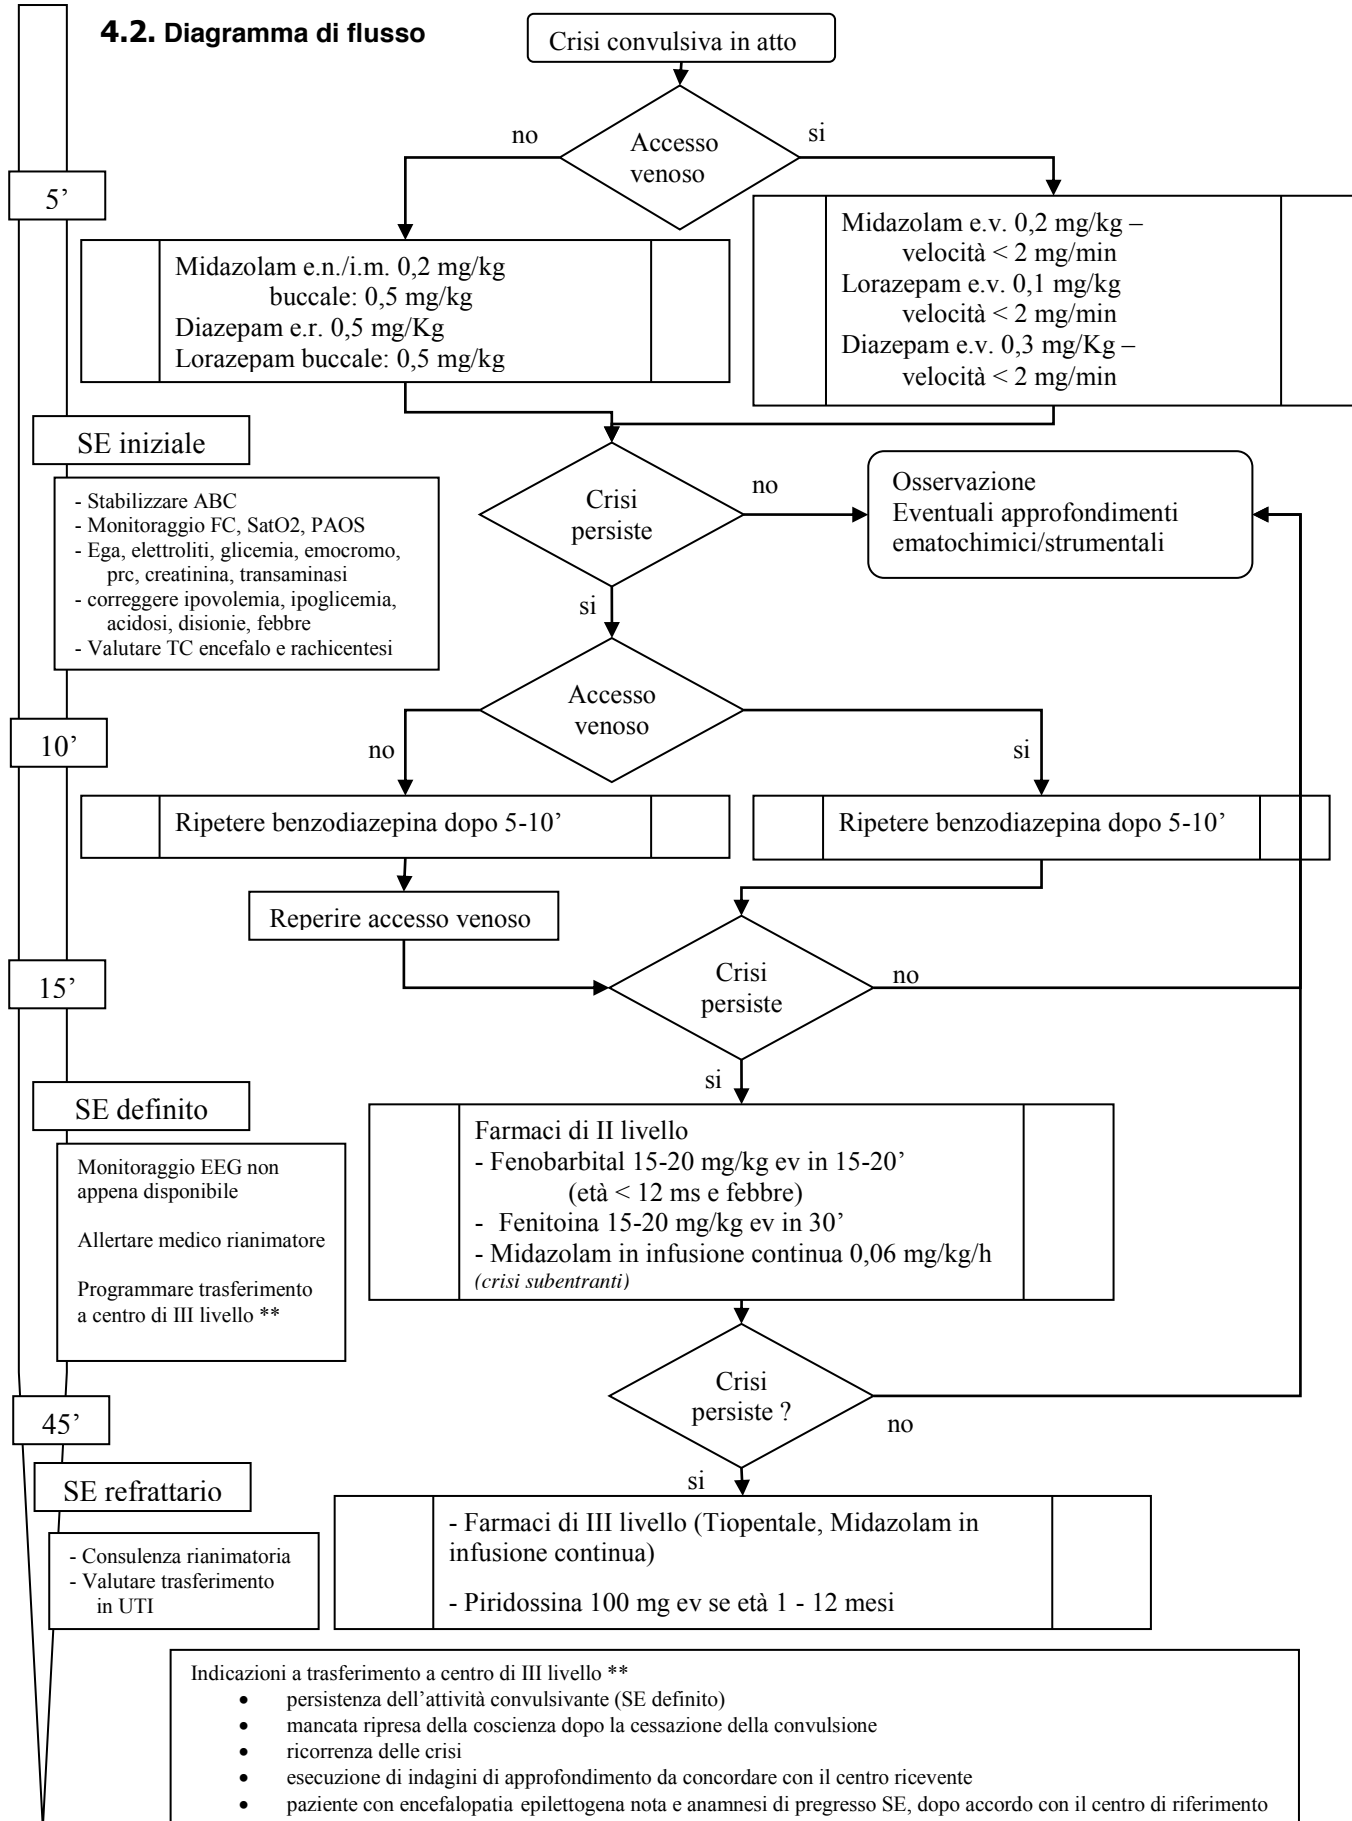 4.2. Diagramma di flusso
Crisi convulsiva in atto
Accesso
venoso
no
si
5’
Midazolam e.n./i.m. 0,2 mg/kg
buccale: 0,5 mg/kg
Diazepam e.r. 0,5 mg/Kg
Lorazepam buccale: 0,5 mg/kg
Midazolam e.v. 0,2 mg/kg –
velocità < 2 mg/min
Lorazepam e.v. 0,1 mg/kg
velocità < 2 mg/min
Diazepam e.v. 0,3 mg/Kg –
velocità < 2 mg/min
SE iniziale
- Stabilizzare ABC
- Monitoraggio FC, SatO2, PAOS
- Ega, elettroliti, glicemia, emocromo,
prc, creatinina, transaminasi
- correggere ipovolemia, ipoglicemia,
acidosi, disionie, febbre
- Valutare TC encefalo e rachicentesi
Crisi
persiste
no
Osservazione
Eventuali approfondimenti
ematochimici/strumentali
si
Accesso
venoso
10’
no
si
Ripetere benzodiazepina dopo 5-10’
Ripetere benzodiazepina dopo 5-10’
Reperire accesso venoso
15’
Crisi
persiste
no
si
SE definito
Monitoraggio EEG non
appena disponibile
Allertare medico rianimatore
Programmare trasferimento
a centro di III livello **
Farmaci di II livello
- Fenobarbital 15-20 mg/kg ev in 15-20’
(età < 12 ms e febbre)
- Fenitoina 15-20 mg/kg ev in 30’
- Midazolam in infusione continua 0,06 mg/kg/h
(crisi subentranti)
Crisi
persiste ?
no
45’
si
SE refrattario
- Consulenza rianimatoria
- Valutare trasferimento
in UTI
- Farmaci di III livello (Tiopentale, Midazolam in
infusione continua)
- Piridossina 100 mg ev se età 1 - 12 mesi
Indicazioni a trasferimento a centro di III livello **
• persistenza dell’attività convulsivante (SE definito)
• mancata ripresa della coscienza dopo la cessazione della convulsione
• ricorrenza delle crisi
• esecuzione di indagini di approfondimento da concordare con il centro ricevente
• paziente con encefalopatia epilettogena nota e anamnesi di pregresso SE, dopo accordo con il centro di riferimento